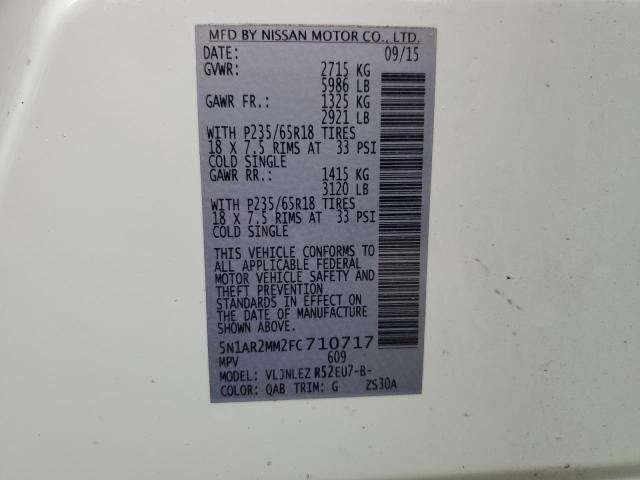 MFD BY NISSAN MOTOR CO., LTD.
DATE: 09/15
GVWR: 2715 KG
5986 LB
GAWR FR.: 1325 KG
2921 LB
WITH P235/65R18 TIRES
18 X 7.5 RIMS AT 33 PSI
COLD SINGLE
GAWR RR.: 1415 KG
3120 LB
WITH P235/65R18 TIRES
18 X 7.5 RIMS AT 33 PSI
COLD SINGLE
THIS VEHICLE CONFORMS TO
ALL APPLICABLE FEDERAL
MOTOR VEHICLE SAFETY AND
THEFT PREVENTION
STANDARDS IN EFFECT ON
THE DATE OF MANUFACTURE
SHOWN ABOVE.
5N1AR2MM2FC710717
MPV 609
MODEL: VLJNLEZ R52EU7-B-
COLOR: QAB TRIM: G ZS30A